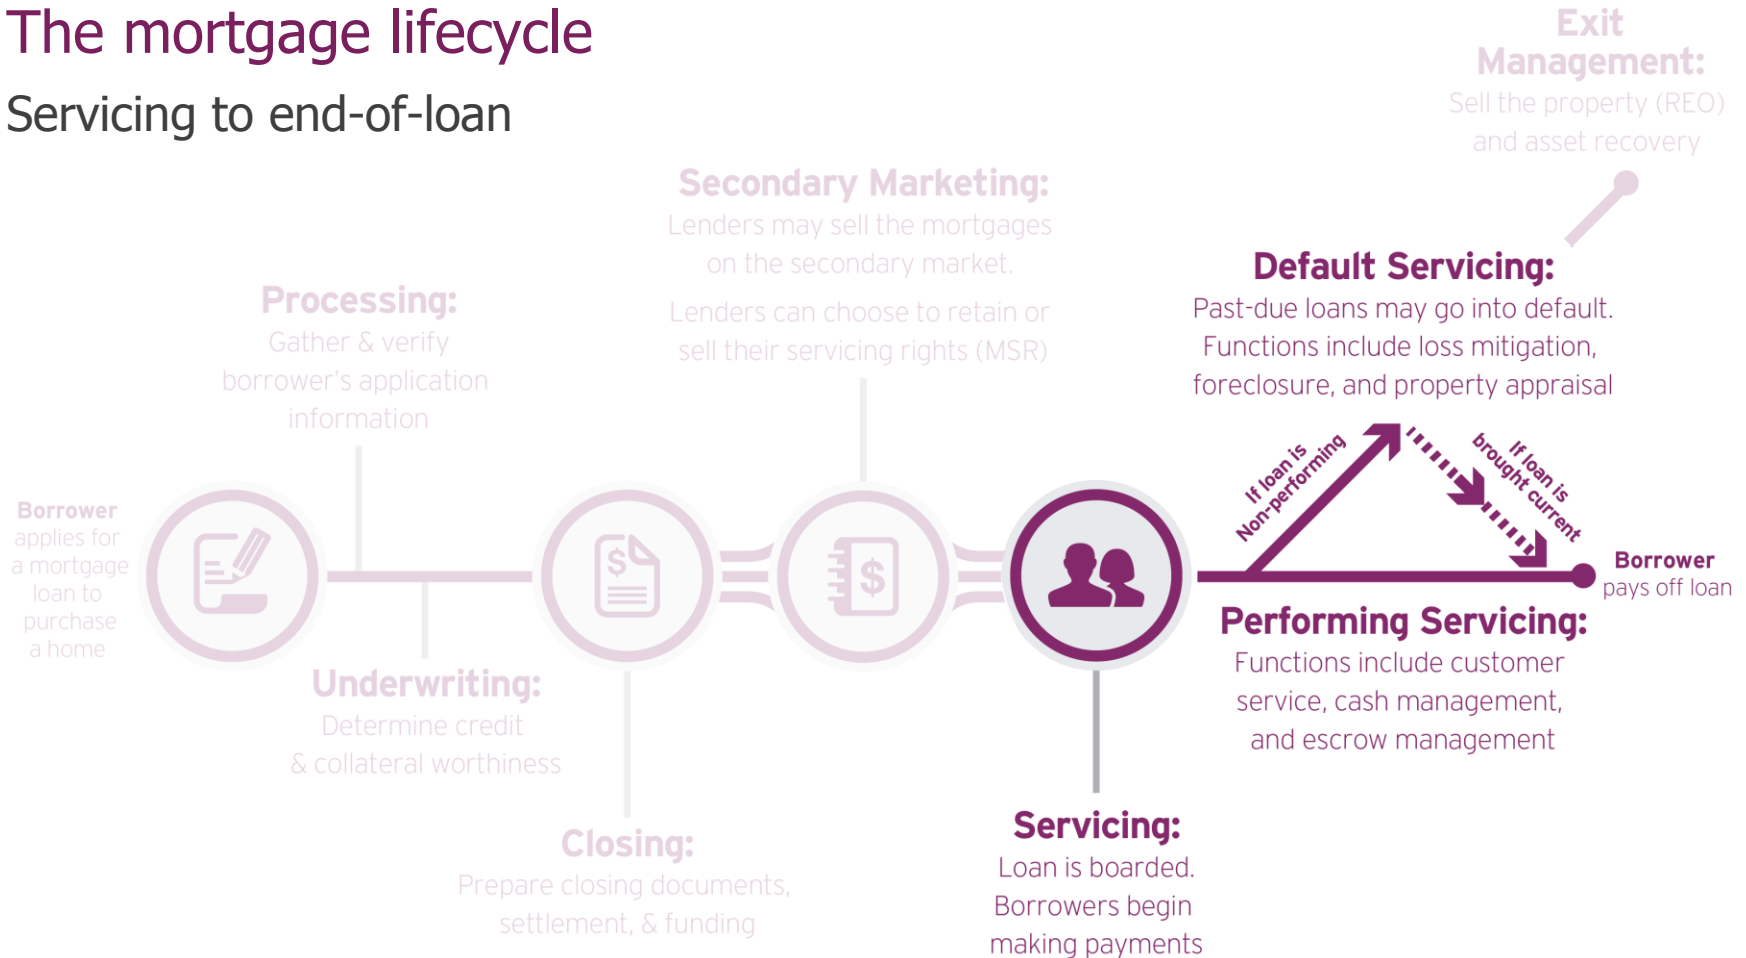 The mortgage lifecycle
Servicing to end-of-loan
Exit
Management:
Sell the property (REO)
and asset recovery
Secondary Marketing:
Lenders may sell the mortgages
on the secondary market.
Lenders can choose to retain or
sell their servicing rights (MSR)
Default Servicing:
Past-due loans may go into default.
Functions include loss mitigation,
foreclosure, and property appraisal
Processing:
Gather & verify
borrower's application
information
If loan is
Non-performing
If loan is
brought current
Borrower
applies for
a mortgage
loan to
purchase
a home
$
$
Borrower
pays off loan
Underwriting:
Determine credit
& collateral worthiness
Performing Servicing:
Functions include customer
service, cash management,
and escrow management
Closing:
Prepare closing documents,
settlement, & funding
Servicing:
Loan is boarded.
Borrowers begin
making payments